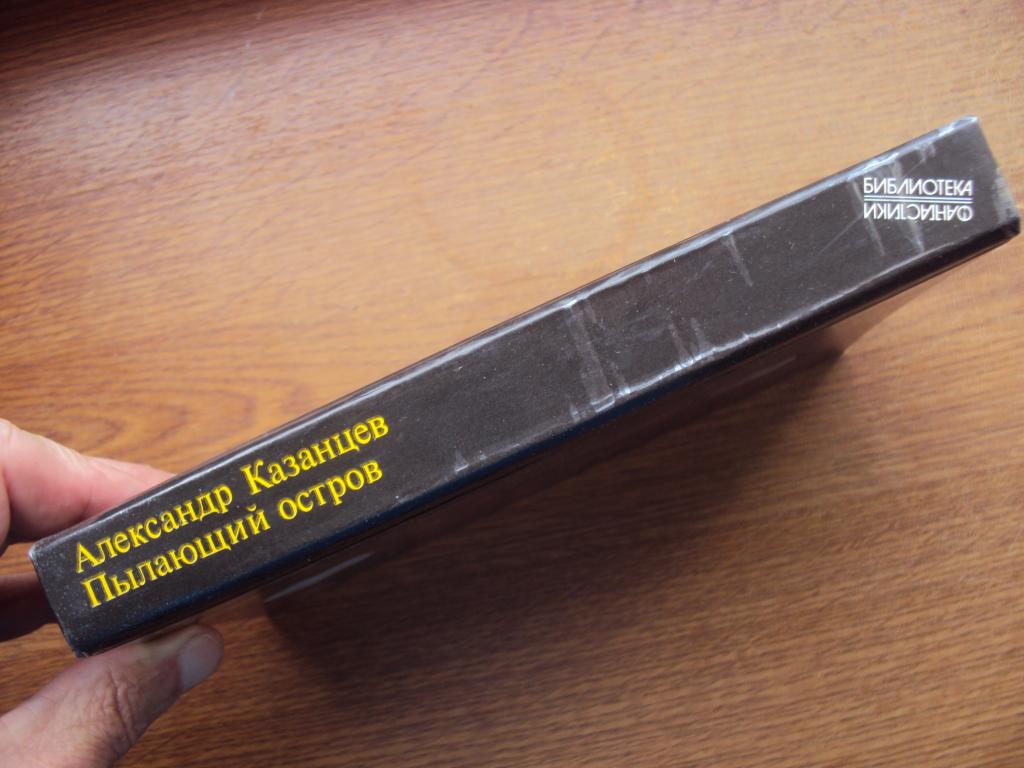 Александр Казанцев
Пылающий остров
БИБЛИОТЕКА
ФАНТАСТИКИ